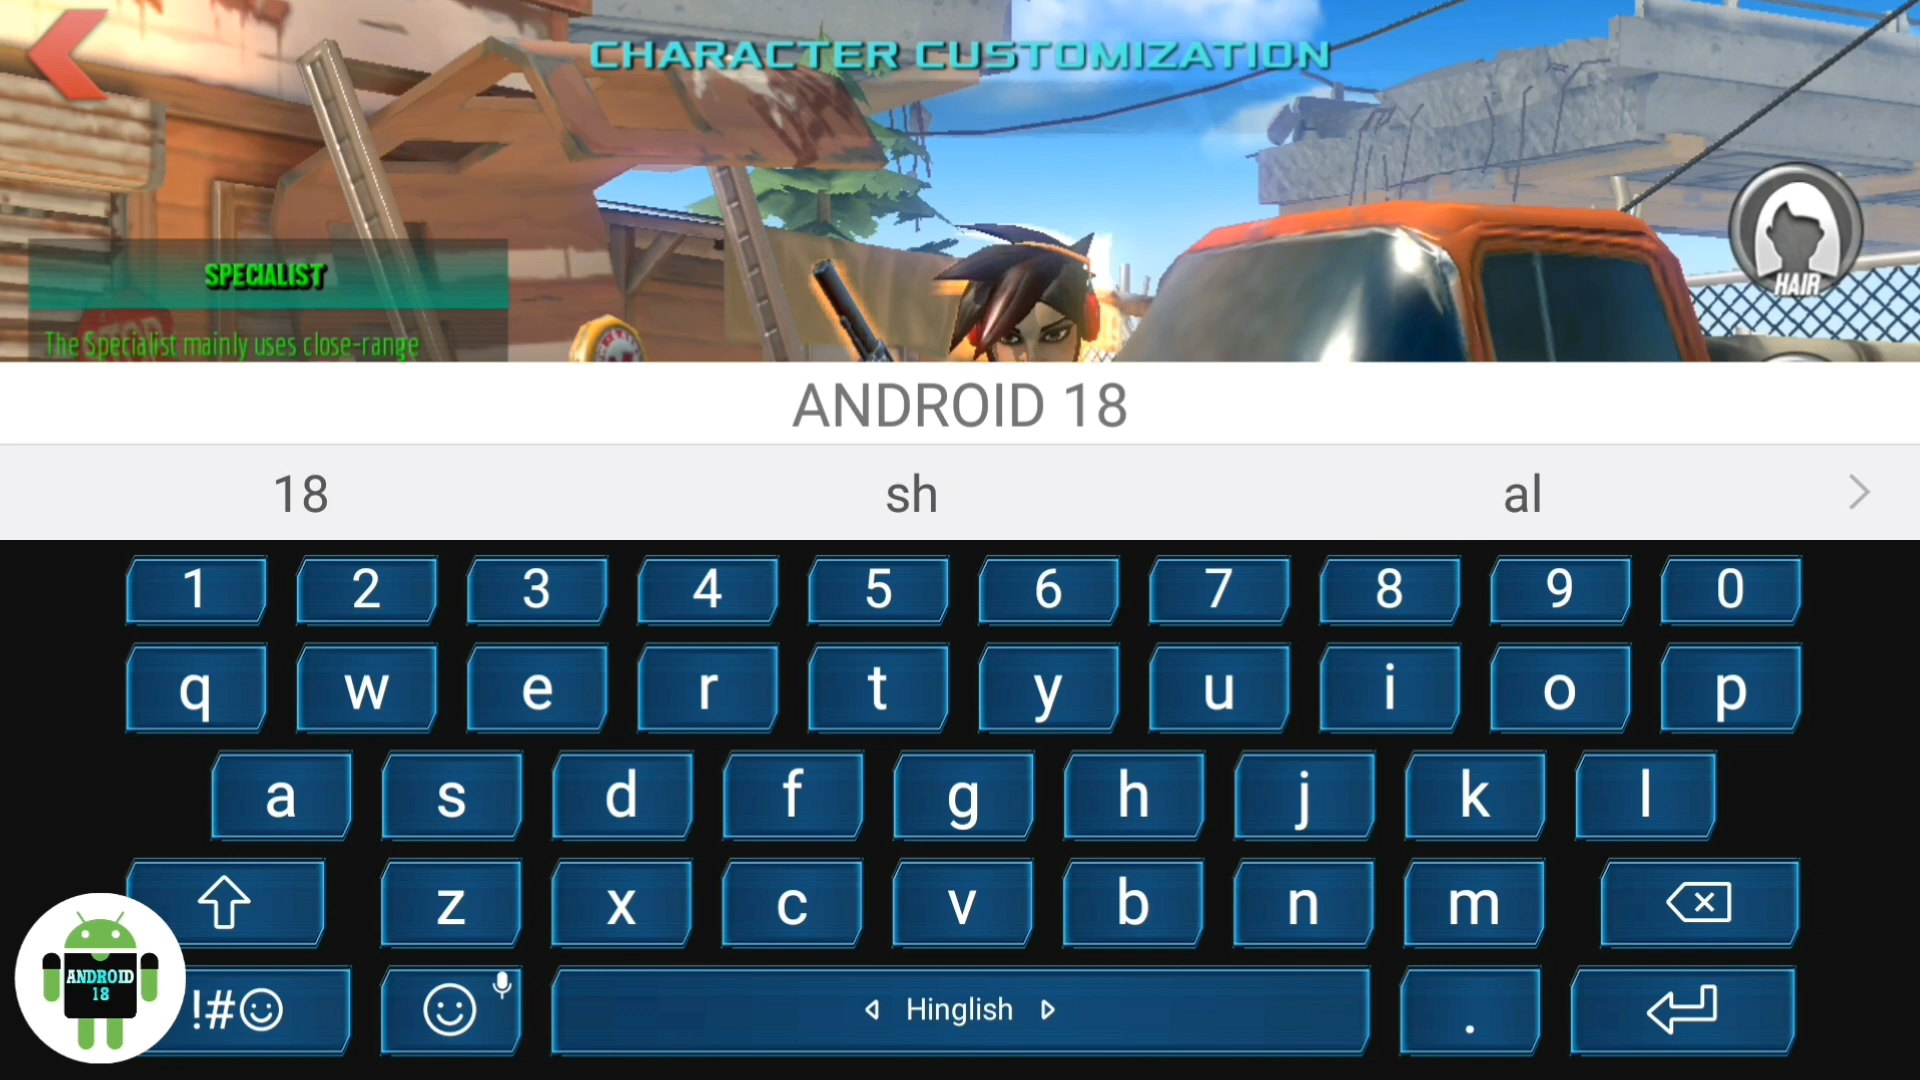 CHARACTER CUSTOMIZATION
HAIR
SPECIALIST
The Specialist mainly uses close-range
ANDROID 18
18 sh al
1 2 3 4 5 6 7 8 9 0
q w e r t y u i o p
a s d f g h j k l
z x c v b n m
!# Hinglish .
ANDROID
18